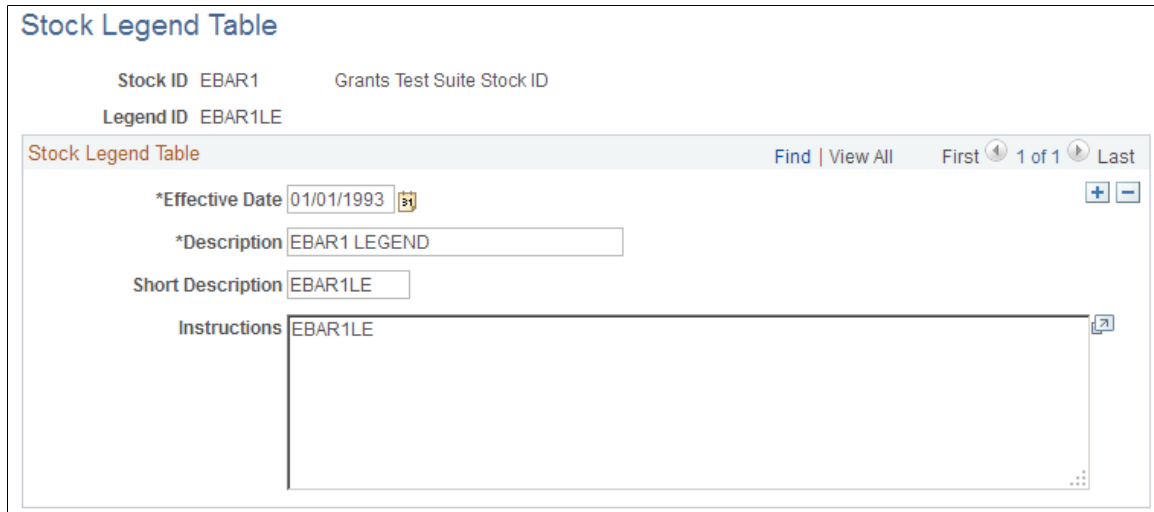 Stock Legend Table
Stock ID EBAR1 Grants Test Suite Stock ID
Legend ID EBAR1LE
Stock Legend Table Find | View All First 1 of 1 Last
*Effective Date 01/01/1993 31
*Description EBAR1 LEGEND
Short Description EBAR1LE
Instructions EBAR1LE